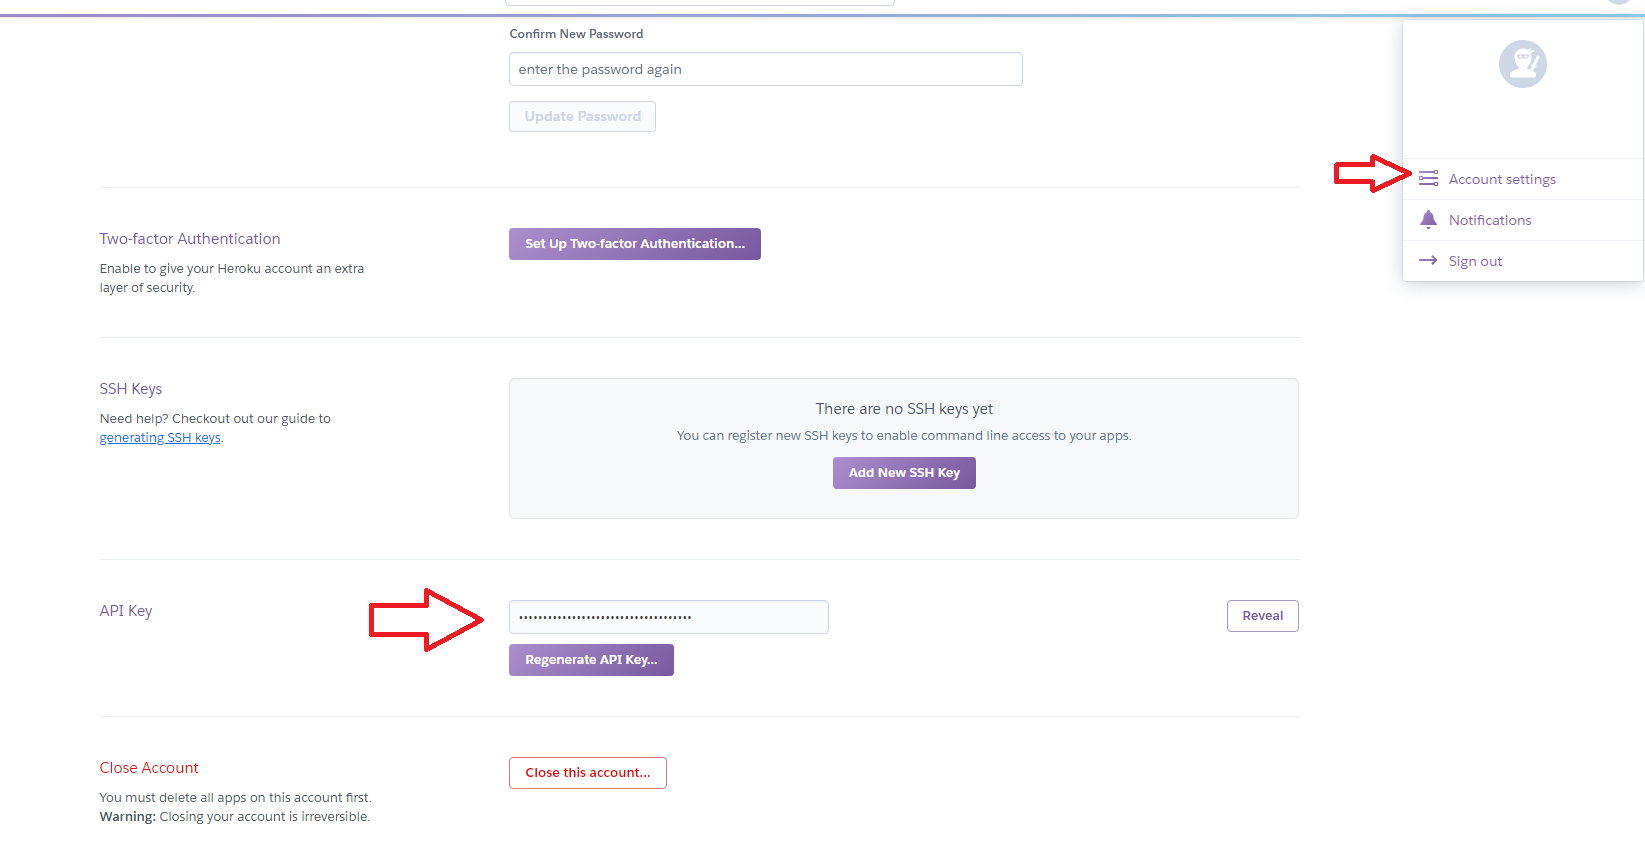 Confirm New Password
enter the password again
Update Password
Account settings
Notifications
Sign out
Two-factor Authentication
Enable to give your Heroku account an extra
layer of security.
Set Up Two-factor Authentication...
SSH Keys
Need help? Checkout out our guide to
generating SSH keys.
There are no SSH keys yet
You can register new SSH keys to enable command line access to your apps.
Add New SSH Key
API Key
••••••••••••••••••••••••••••••••••••
Reveal
Regenerate API Key...
Close Account
You must delete all apps on this account first.
Warning: Closing your account is irreversible.
Close this account...